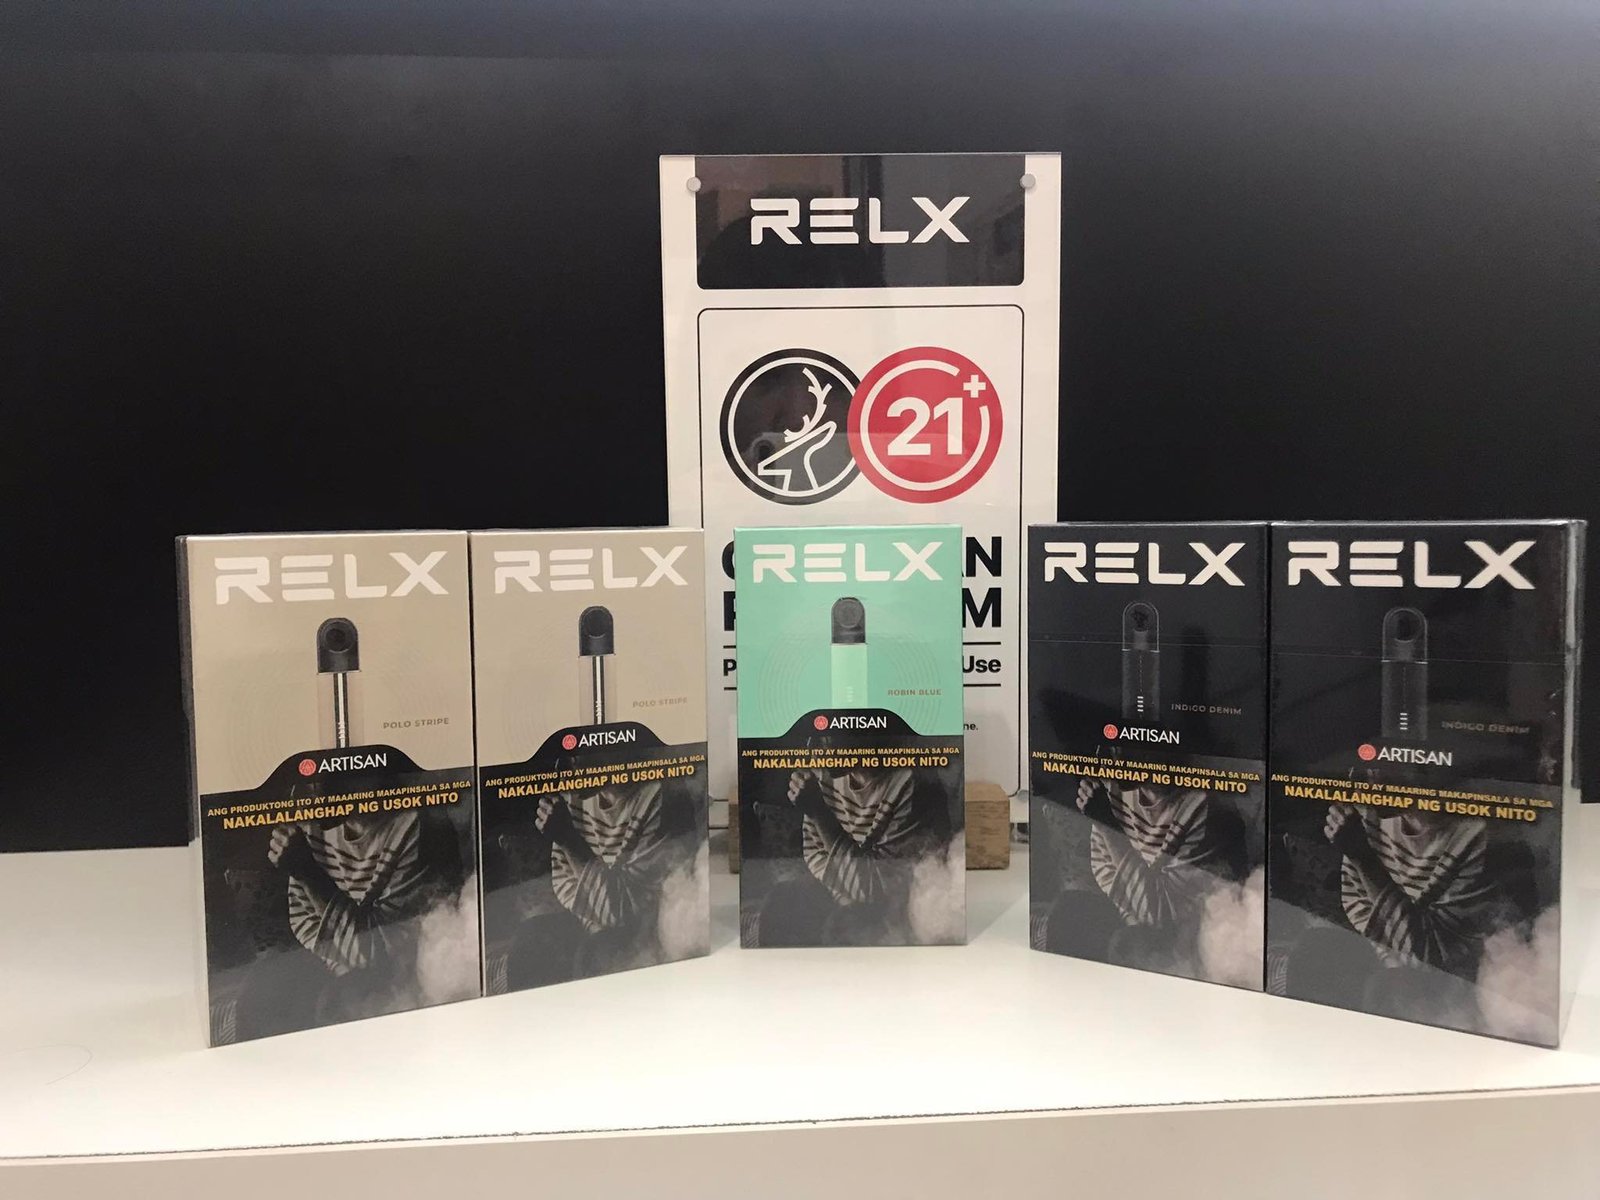 RELX
21+
Use
RELX
POLO STRIPE
ARTISAN
ANG PRODUKTONG ITO AY MAAARING MAKAPINSALA SA MGA
NAKALALANGHAP NG USOK NITO
RELX
POLO STRIPE
ARTISAN
ANG PRODUKTONG ITO AY MAAARING MAKAPINSALA SA MGA
NAKALALANGHAP NG USOK NITO
RELX
ROBIN BLUE
ARTISAN
ANG PRODUKTONG ITO AY MAAARING MAKAPINSALA SA MGA
NAKALALANGHAP NG USOK NITO
RELX
INDIGO DENIM
ARTISAN
ANG PRODUKTONG ITO AY MAAARING MAKAPINSALA SA MGA
NAKALALANGHAP NG USOK NITO
RELX
INDIGO DENIM
ARTISAN
ANG PRODUKTONG ITO AY MAAARING MAKAPINSALA SA MGA
NAKALALANGHAP NG USOK NITO